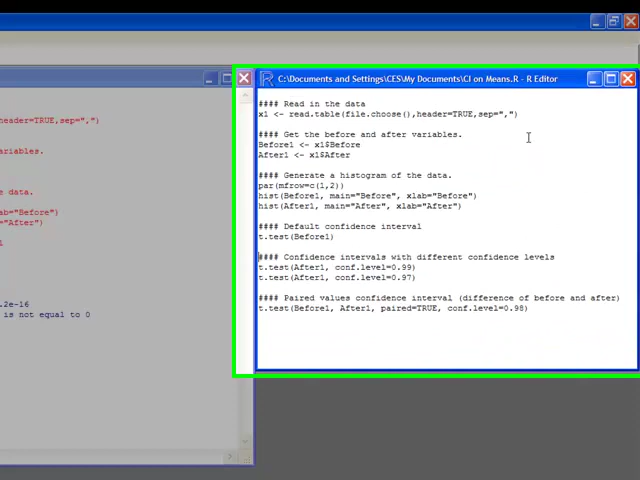 C:\Documents and Settings\CES\My Documents\CI on Means.R - R Editor
#### Read in the data
x1 <- read.table(file.choose(),header=TRUE,sep=",")
#### Get the before and after variables.
Before1 <- x1$Before
After1 <- x1$After
#### Generate a histogram of the data.
par(mfrow=c(1,2))
hist(Before1, main="Before", xlab="Before")
hist(After1, main="After", xlab="After")
#### Default confidence interval
t.test(Before1)
#### Confidence intervals with different confidence levels
t.test(After1, conf.level=0.99)
t.test(After1, conf.level=0.97)
#### Paired values confidence interval (difference of before and after)
t.test(Before1, After1, paired=TRUE, conf.level=0.98)
header=TRUE,sep=",")
variables.
e data.
lab="Before")
"After")
.2e-16
is not equal to 0